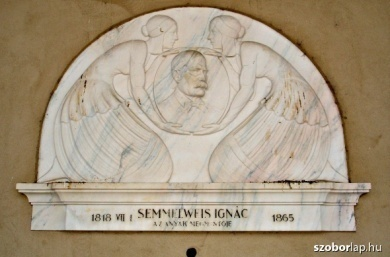 SEMMELWEIS IGNÁC
1818 VII 1 1865
AZ ANYÁK MEGMENTŐJE
szoborlap.hu